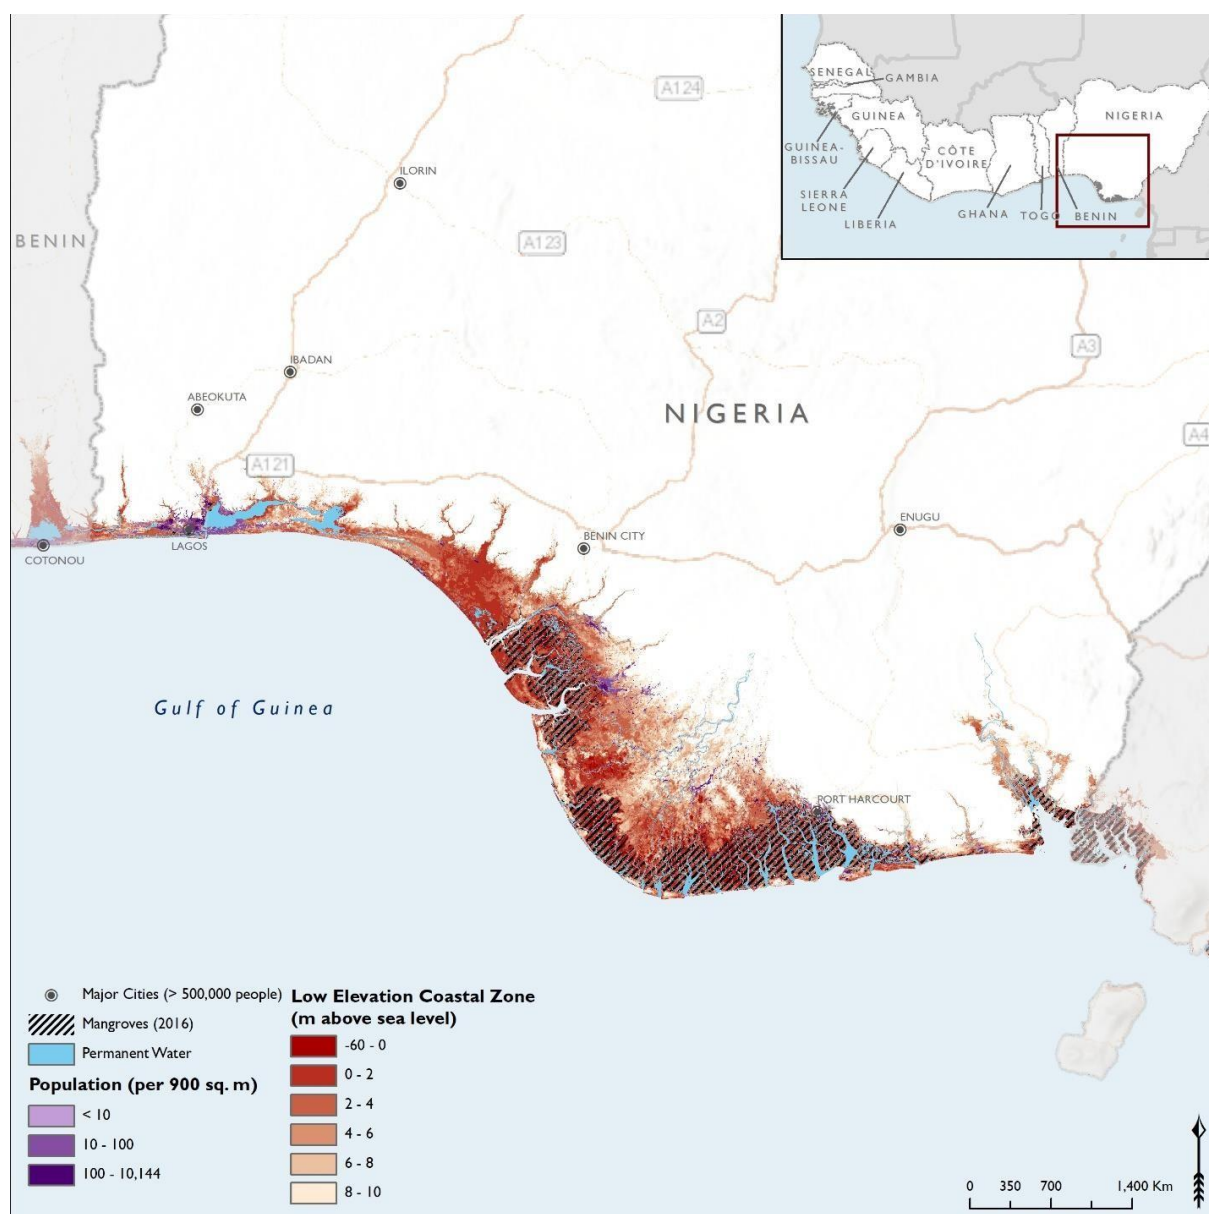 A124
SENEGAL
GAMBIA
GUINEA
NIGERIA
GUINEA-
BISSAU
CÔTE
D'IVOIRE
SIERRA
LEONE
LIBERIA
GHANA
TOGO
BENIN
ILORIN
BENIN
A123
A2
A3
IBADAN
ABEOKUTA
NIGERIA
A4
A121
ENUGU
BENIN CITY
LAGOS
COTONOU
Gulf of Guinea
PORT HARCOURT
Major Cities (> 500,000 people)
Mangroves (2016)
Permanent Water
Population (per 900 sq. m)
< 10
10 - 100
100 - 10,144
Low Elevation Coastal Zone
(m above sea level)
-60 - 0
0 - 2
2 - 4
4 - 6
6 - 8
8 - 10
0 350 700 1,400 Km